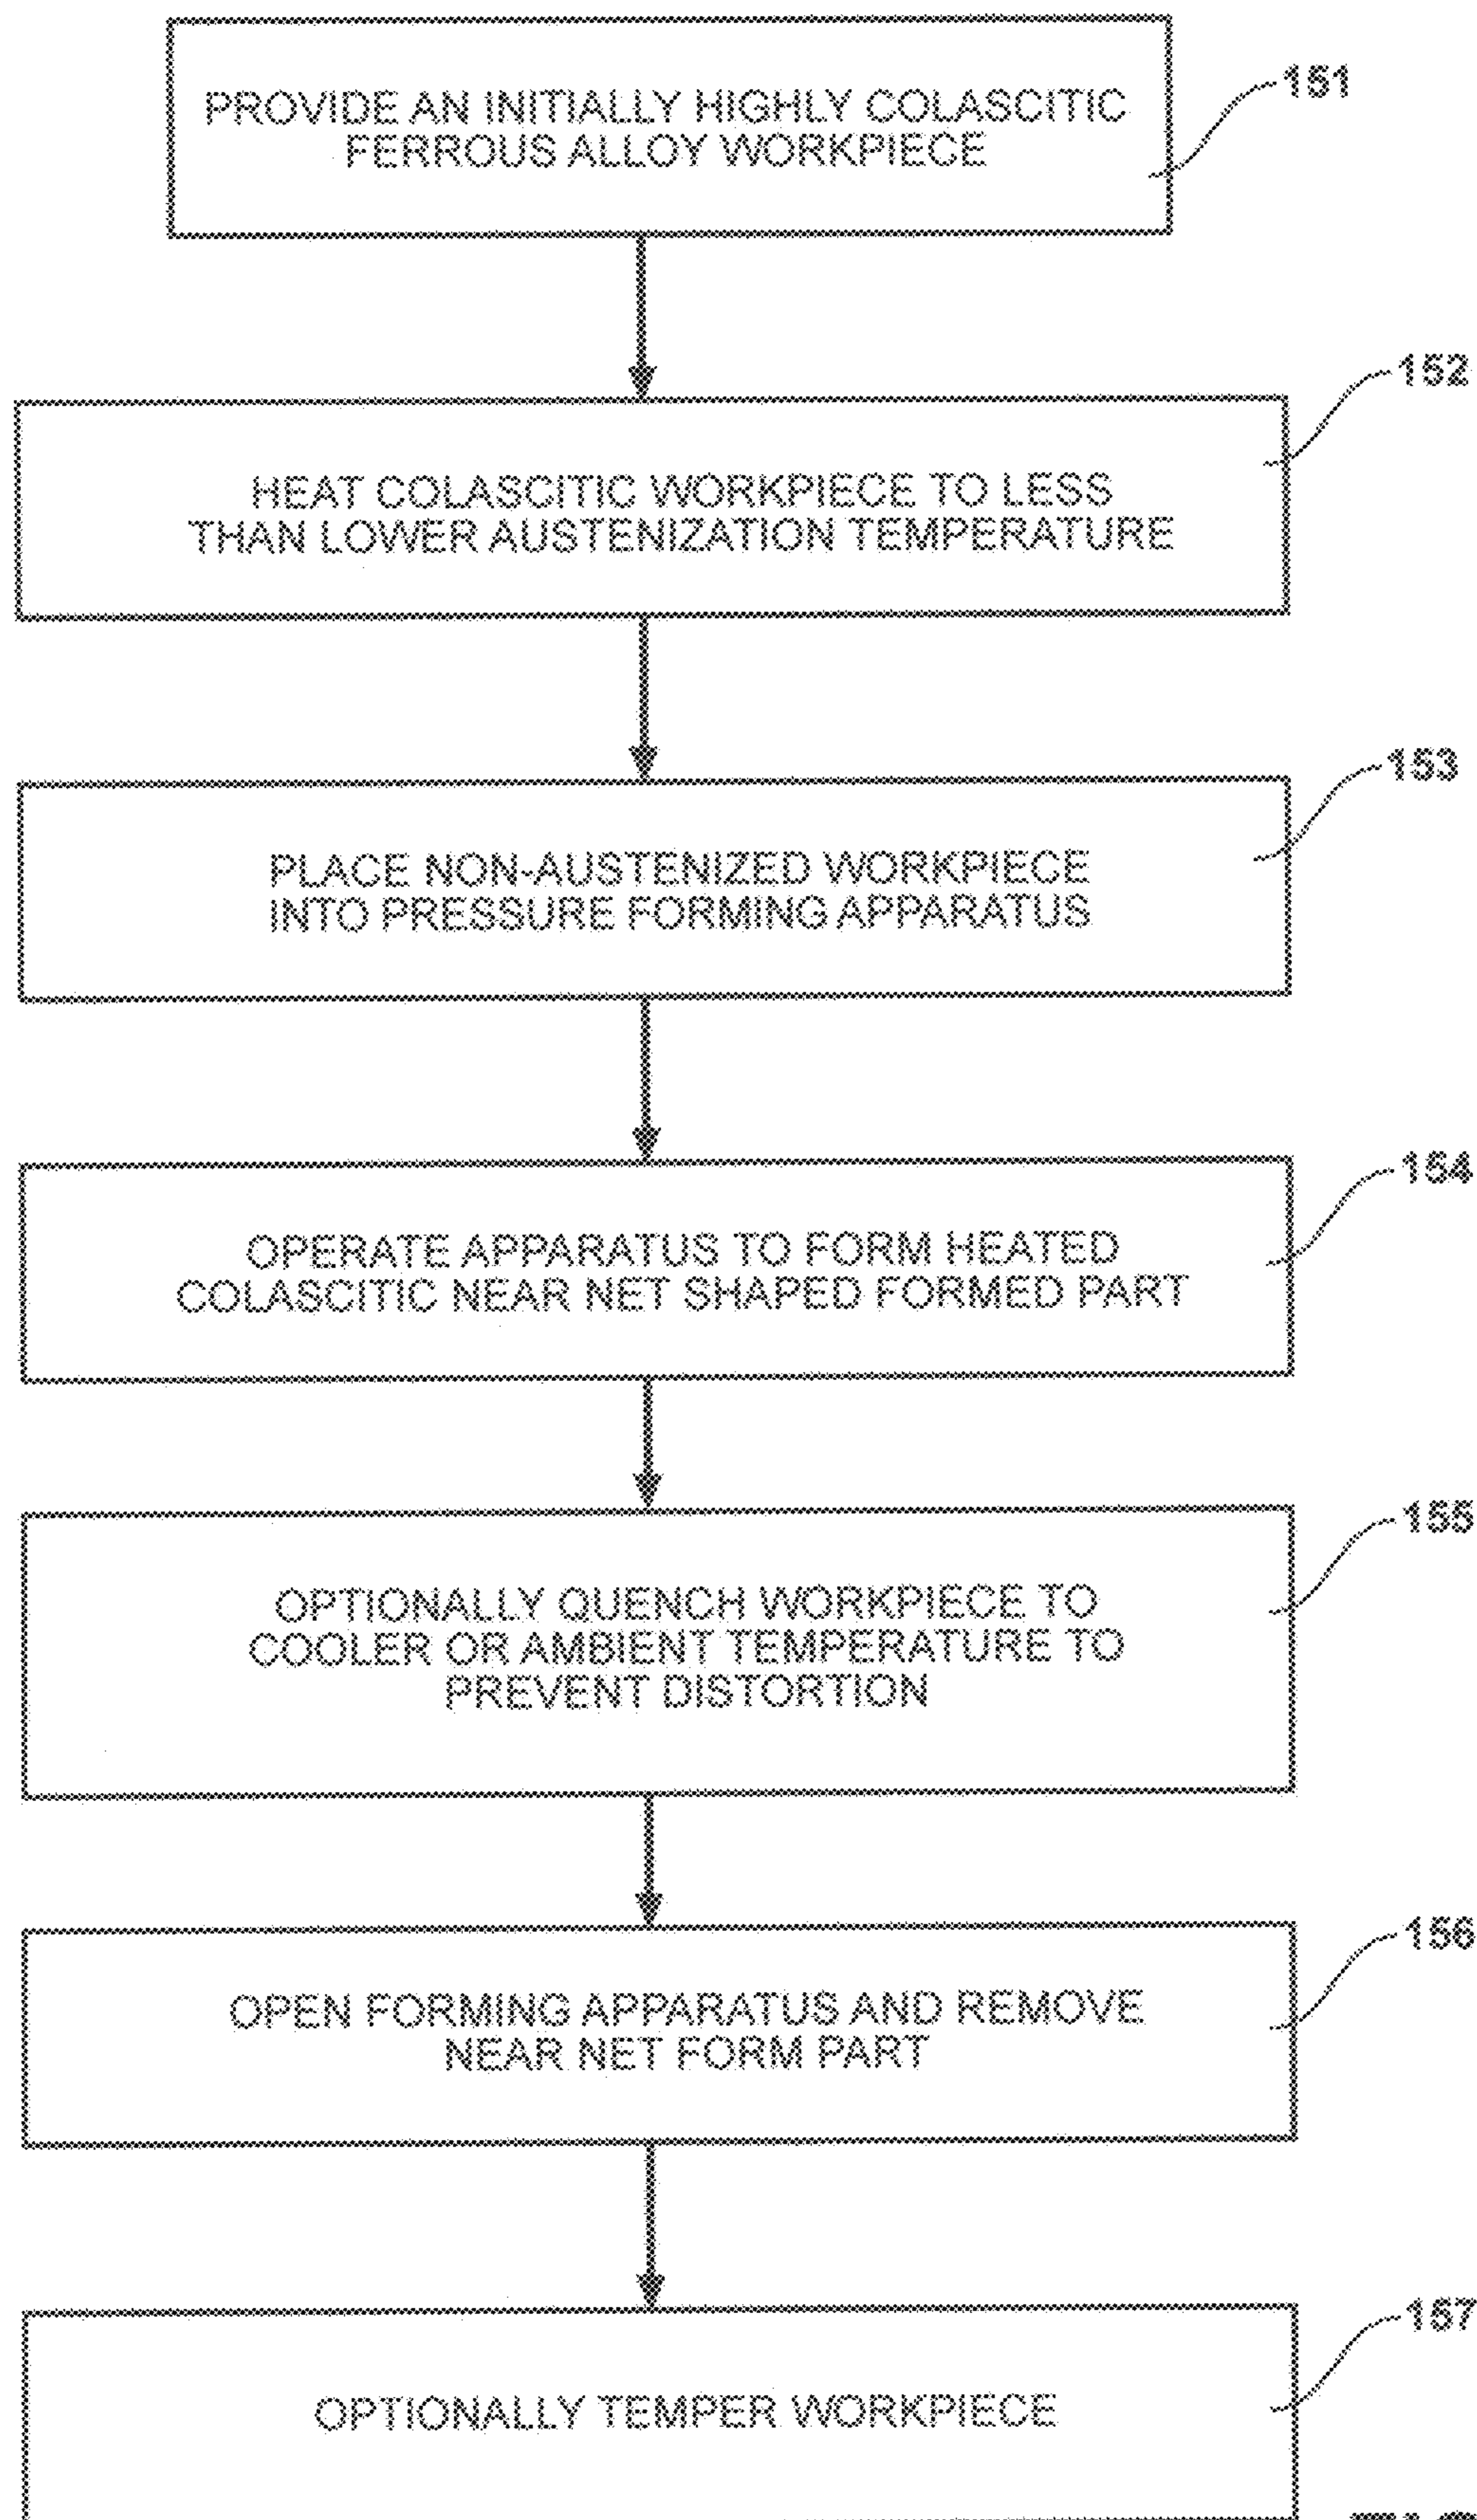 PROVIDE AN INITIALLY HIGHLY COLASCITIC
FERROUS ALLOY WORKPIECE
151
HEAT COLASCITIC WORKPIECE TO LESS
THAN LOWER AUSTENIZATION TEMPERATURE
152
PLACE NON-AUSTENIZED WORKPIECE
INTO PRESSURE FORMING APPARATUS
153
OPERATE APPARATUS TO FORM HEATED
COLASCITIC NEAR NET SHAPED FORMED PART
154
OPTIONALLY QUENCH WORKPIECE TO
COOLER OR AMBIENT TEMPERATURE TO
PREVENT DISTORTION
155
OPEN FORMING APPARATUS AND REMOVE
NEAR NET FORM PART
156
OPTIONALLY TEMPER WORKPIECE
157